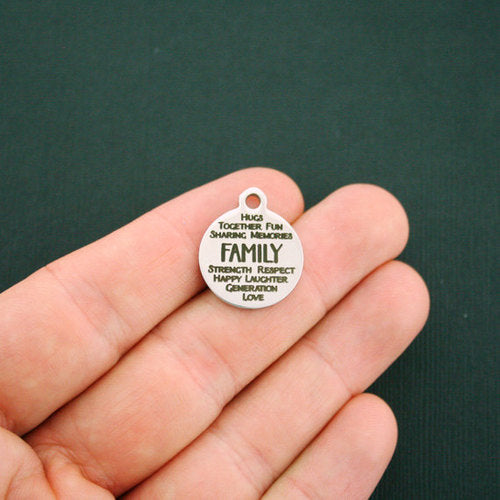 Hugs
Together Fun
Sharing Memories
FAMILY
Strength Respect
Happy Laughter
Generation
Love